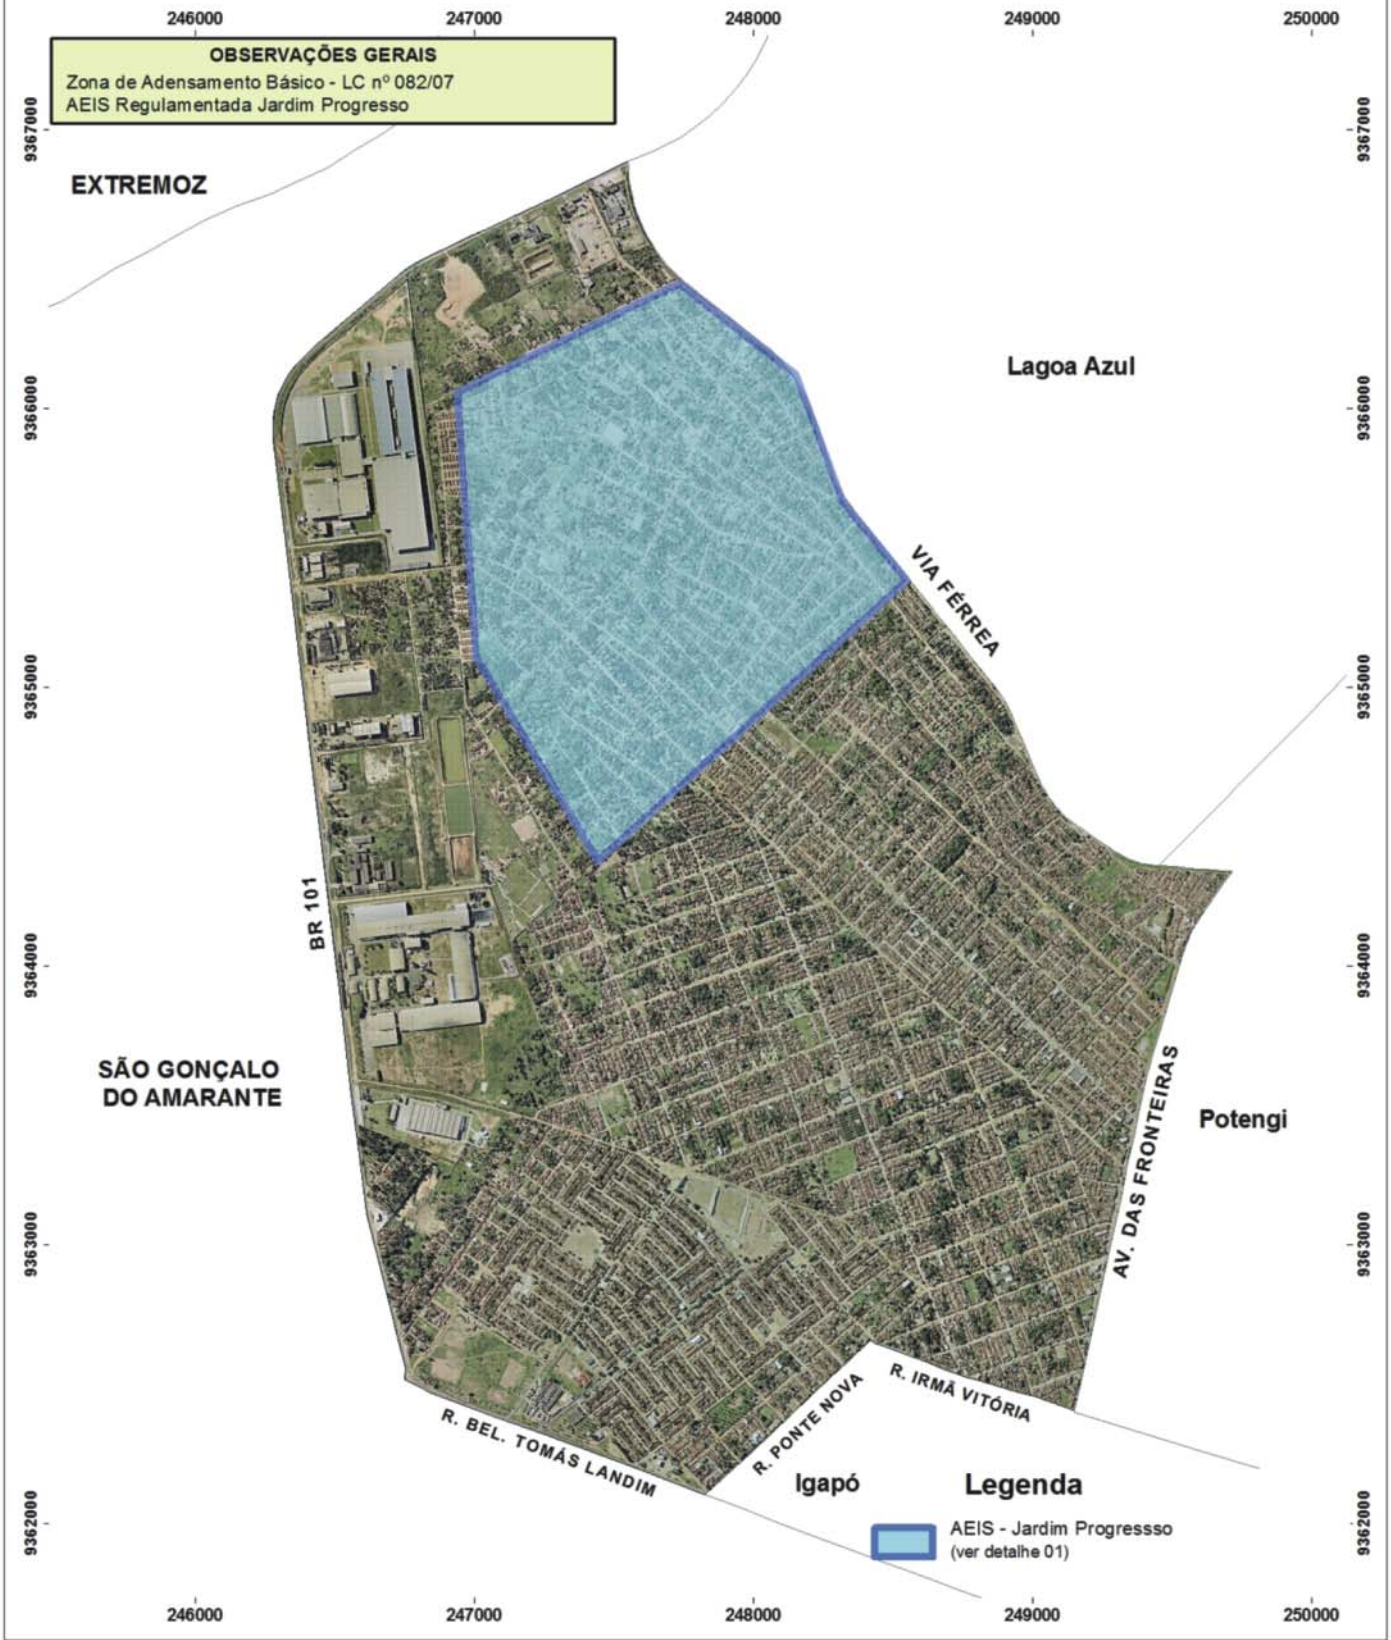 246000
247000
248000
249000
250000
OBSERVAÇÕES GERAIS
Zona de Adensamento Básico - LC nº 082/07
AEIS Regulamentada Jardim Progresso
9367000
9367000
EXTREMOZ
Lagoa Azul
9366000
9366000
VIA FÉRREA
9365000
9365000
BR 101
9364000
9364000
SÃO GONÇALO
DO AMARANTE
Potengi
AV. DAS FRONTEIRAS
9363000
9363000
R. IRMÃ VITÓRIA
R. PONTE NOVA
R. BEL. TOMÁS LANDIM
Igapó
Legenda
AEIS - Jardim Progressso
(ver detalhe 01)
9362000
9362000
246000
247000
248000
249000
250000